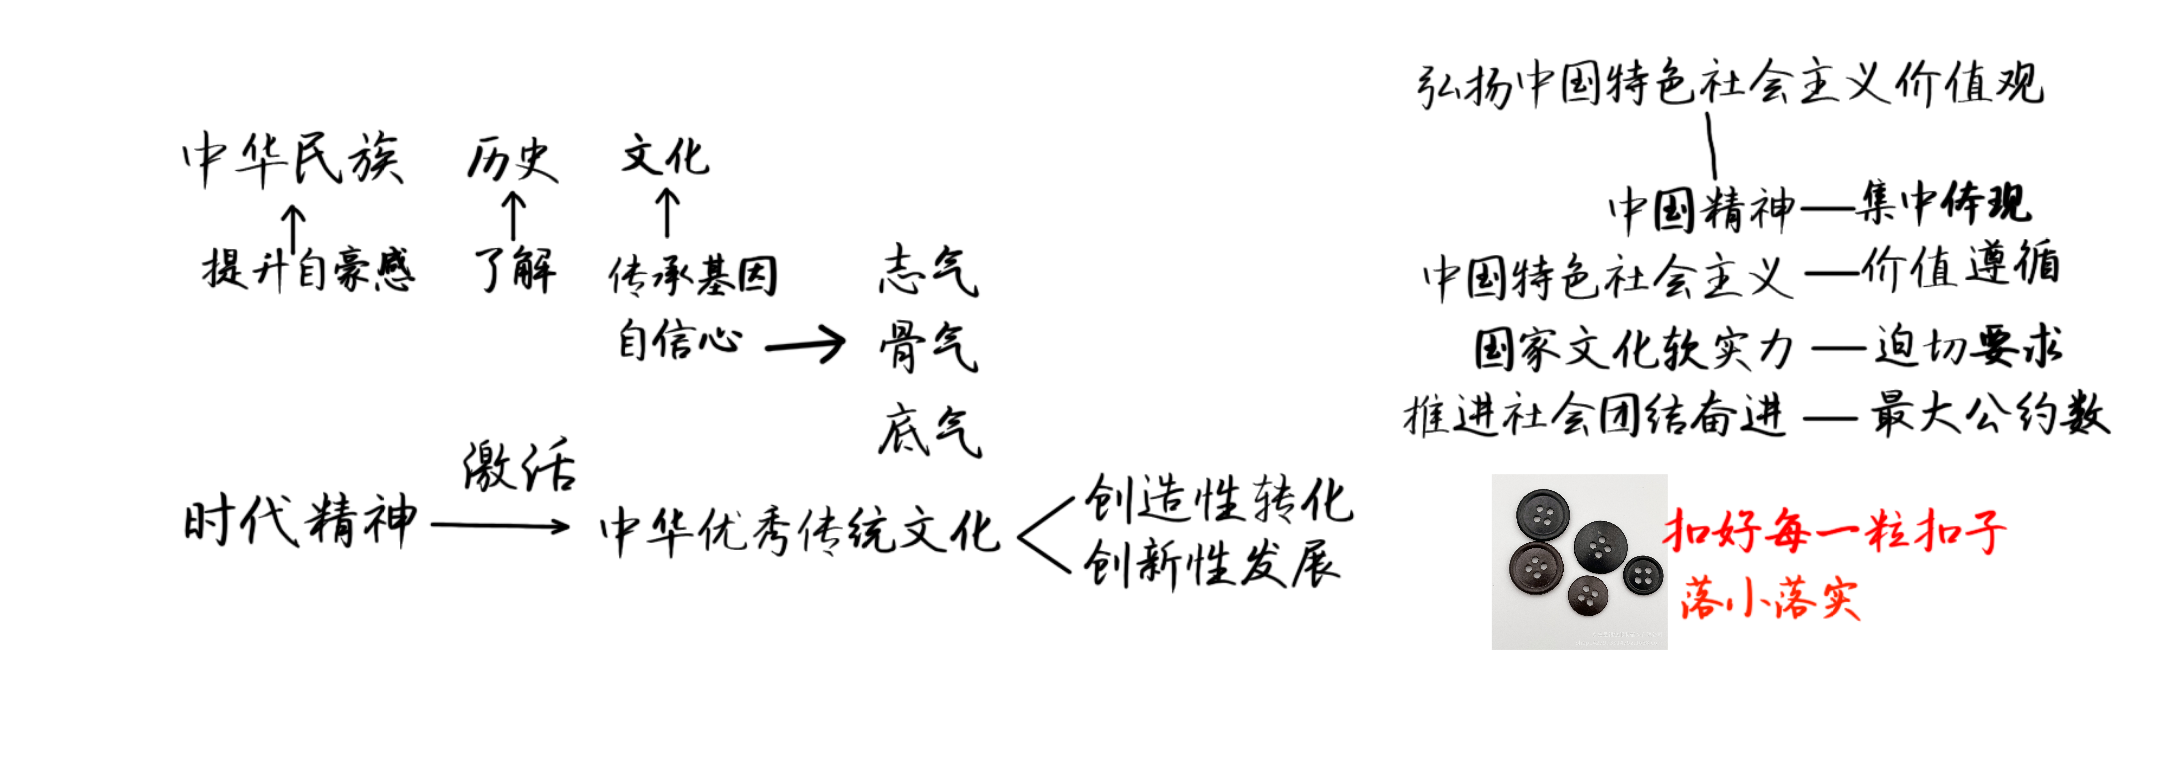 弘扬中国特色社会主义价值观
中华民族 历史 文化
中国精神——集中体现
提升自豪感 了解 传承基因 志气
中国特色社会主义——价值遵循
自信心 骨气
国家文化软实力——迫切要求
底气
推进社会团结奋进——最大公约数
激活
时代精神 中华优秀传统文化
创造性转化
创新性发展
扣好每一粒扣子
落小落实